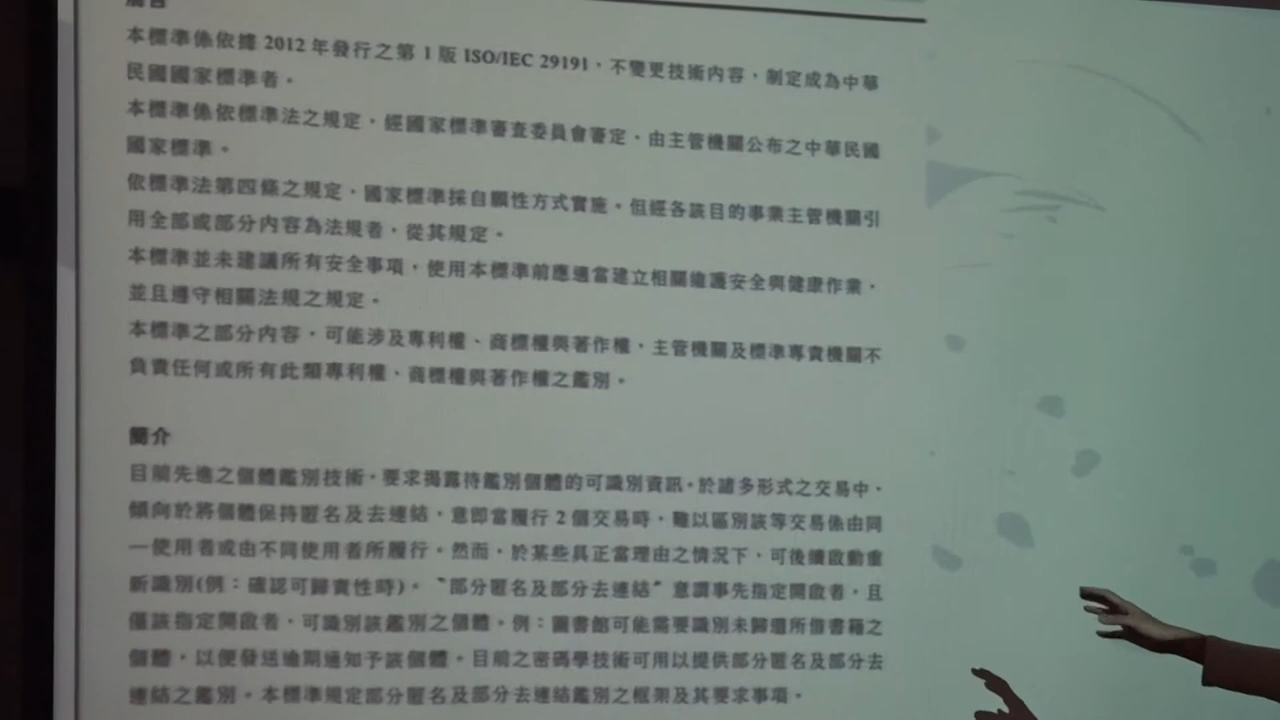 本標準係依據 2012 年發行之第 1 版 ISO/IEC 29191，不變更技術內容，制定成為中華
民國國家標準者。
本標準係依標準法之規定，經國家標準審查委員會審定，由主管機關公布之中華民國
國家標準。
依標準法第四條之規定，國家標準採自願性方式實施。但經各該目的事業主管機關引
用全部或部分內容為法規者，從其規定。
本標準並未建議所有安全事項，使用本標準前應適當建立相關維護安全與健康作業，
並且遵守相關法規之規定。
本標準之部分內容，可能涉及專利權、商標權與著作權，主管機關及標準專責機關不
負責任何或所有此類專利權、商標權與著作權之鑑別。
簡介
目前先進之個體鑑別技術，要求揭露待鑑別個體的可識別資訊。於諸多形式之交易中，
傾向於將個體保持匿名及去連結，意即當履行 2 個交易時，難以區別該等交易係由同
一使用者或由不同使用者所履行。然而，於某些具正當理由之情況下，可後續啟動重
新識別(例：確認可歸責性時)。〝部分匿名及部分去連結〞意謂事先指定開啟者，且
僅該指定開啟者，可識別該鑑別之個體。例：圖書館可能需要識別未歸還所借書籍之
個體，以便發送逾期通知予該個體。目前之密碼學技術可用以提供部分匿名及部分去
連結之鑑別。本標準規定部分匿名及部分去連結鑑別之框架及其要求事項。